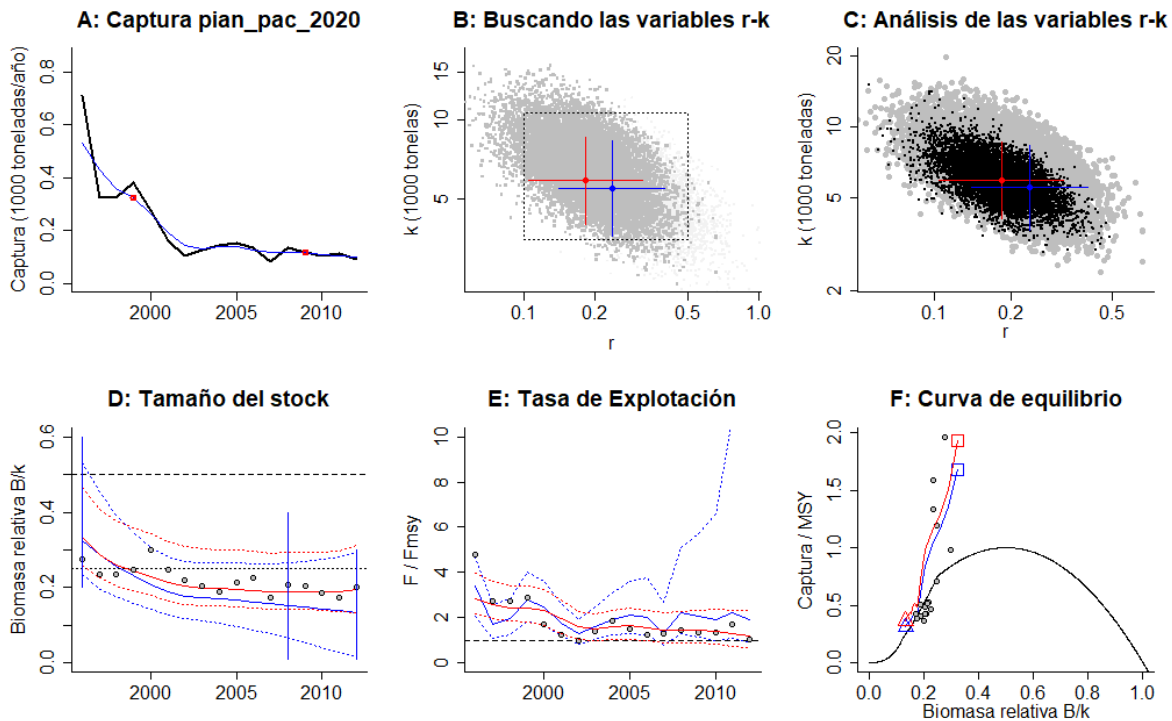 A: Captura pian_pac_2020
Captura (1000 toneladas/año)
0.0 0.2 0.4 0.6 0.8
2000 2005 2010
B: Buscando las variables r-k
k (1000 tonelas)
5 10 15
0.1 0.2 0.5 1.0
r
C: Análisis de las variables r-k
k (1000 toneladas)
2 5 10 20
0.1 0.2 0.5
r
D: Tamaño del stock
Biomasa relativa B/k
0.0 0.2 0.4 0.6
2000 2005 2010
E: Tasa de Explotación
F / Fmsy
0 2 4 6 8 10
2000 2005 2010
F: Curva de equilibrio
Captura / MSY
0.0 0.5 1.0 1.5 2.0
0.0 0.2 0.4 0.6 0.8 1.0
Biomasa relativa B/k